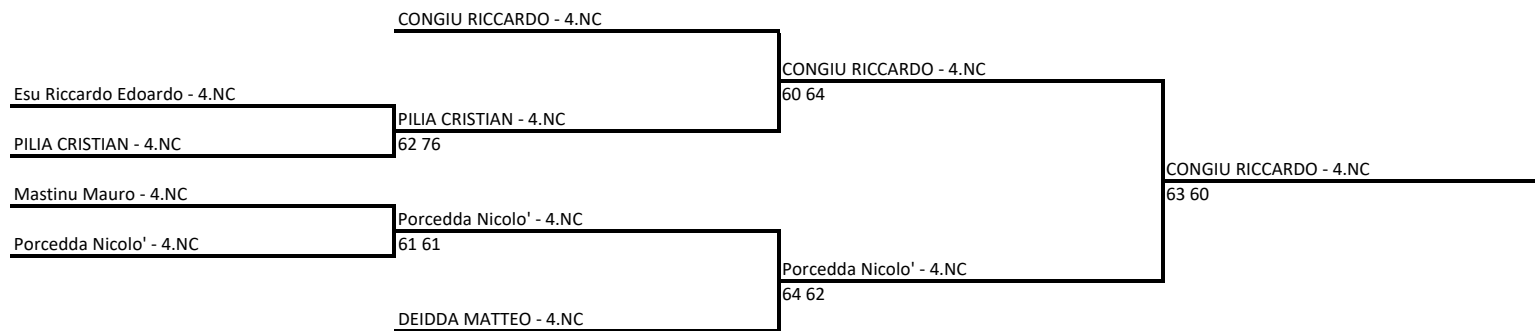 CONGIU RICCARDO - 4.NC
CONGIU RICCARDO - 4.NC
Esu Riccardo Edoardo - 4.NC
60 64
PILIA CRISTIAN - 4.NC
PILIA CRISTIAN - 4.NC
62 76
CONGIU RICCARDO - 4.NC
Mastinu Mauro - 4.NC
63 60
Porcedda Nicolo' - 4.NC
Porcedda Nicolo' - 4.NC
61 61
Porcedda Nicolo' - 4.NC
64 62
DEIDDA MATTEO - 4.NC